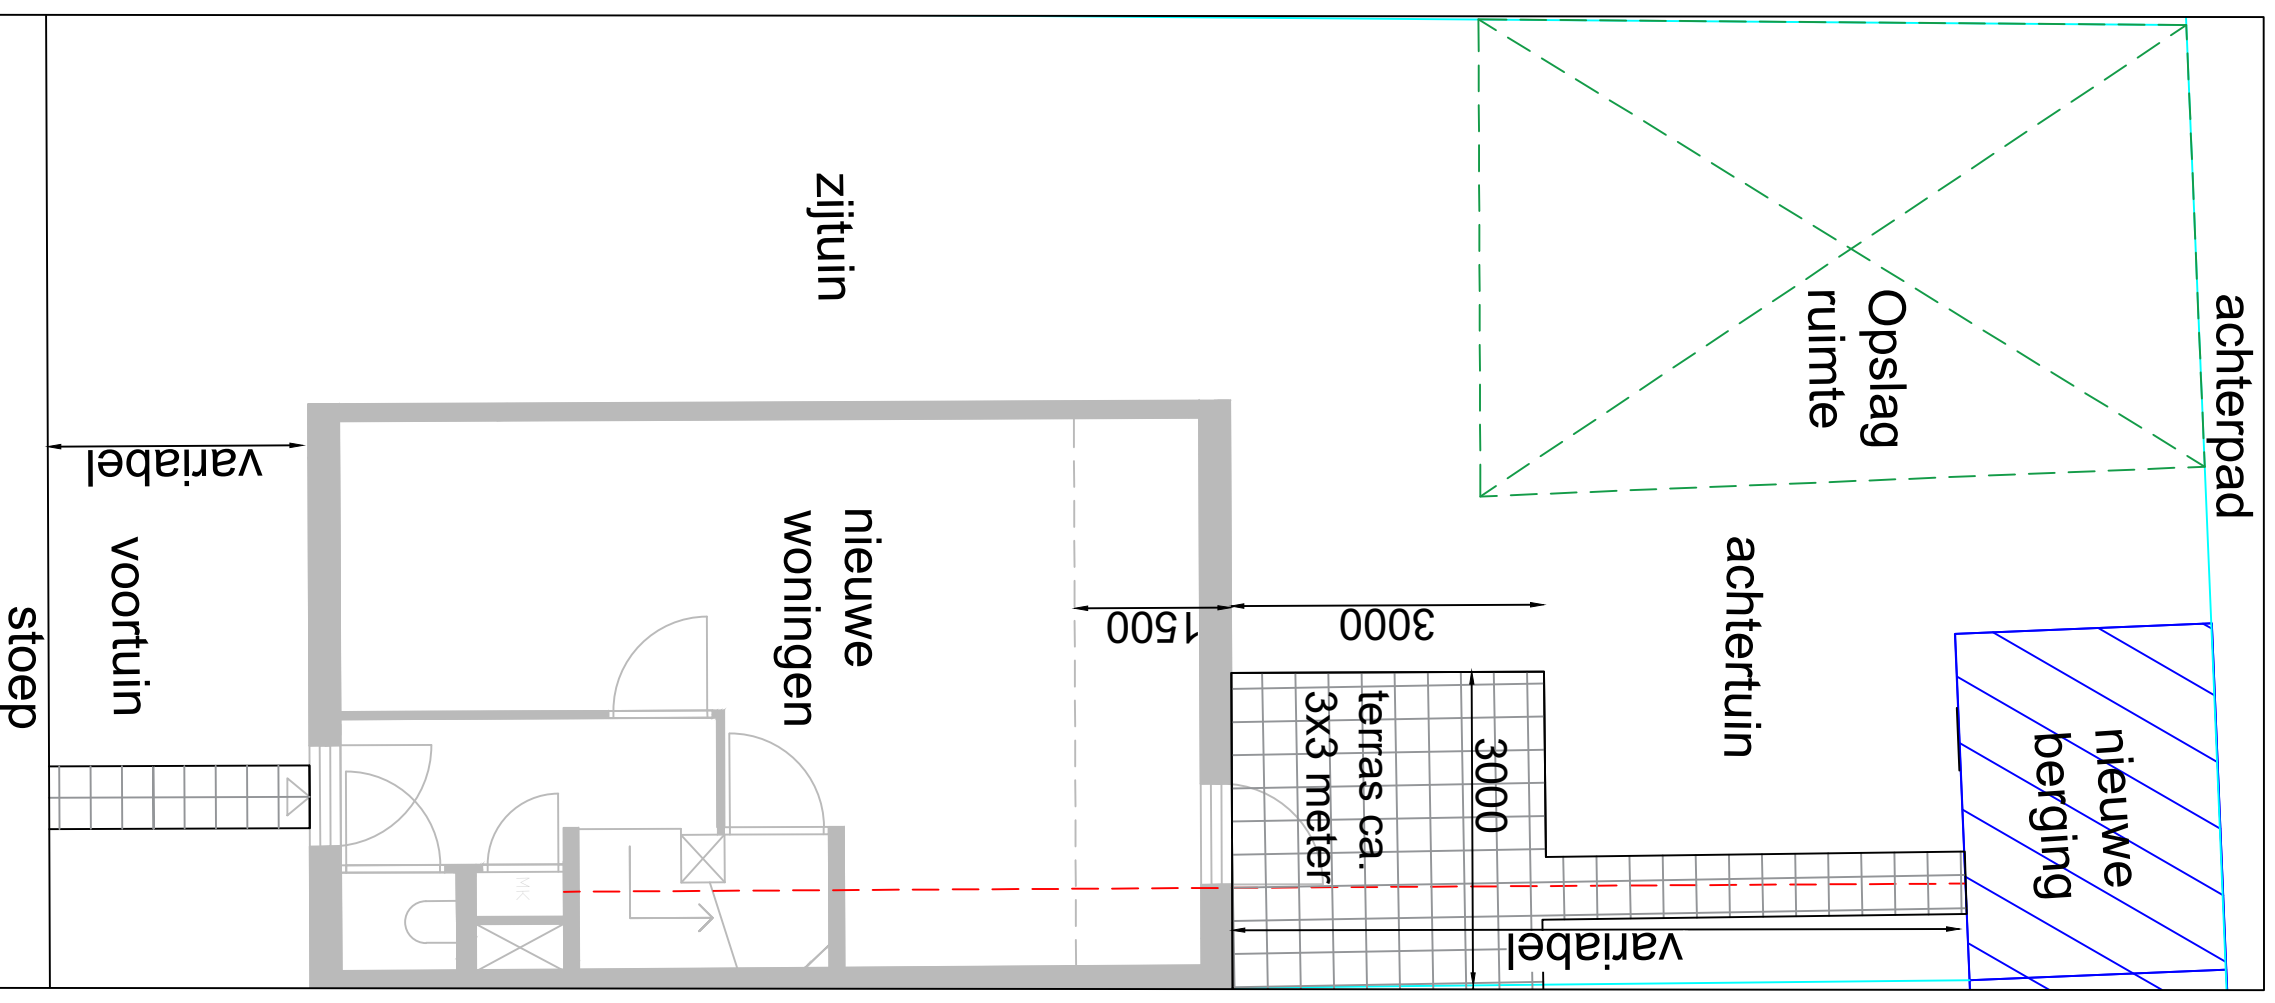 stoep
variabel
voortuin
zijtuin
nieuwe
woningen
MK
1500
3000
terras ca.
3x3 meter
3000
variabel
achtertuin
Opslag
ruimte
nieuwe
berging
achterpad